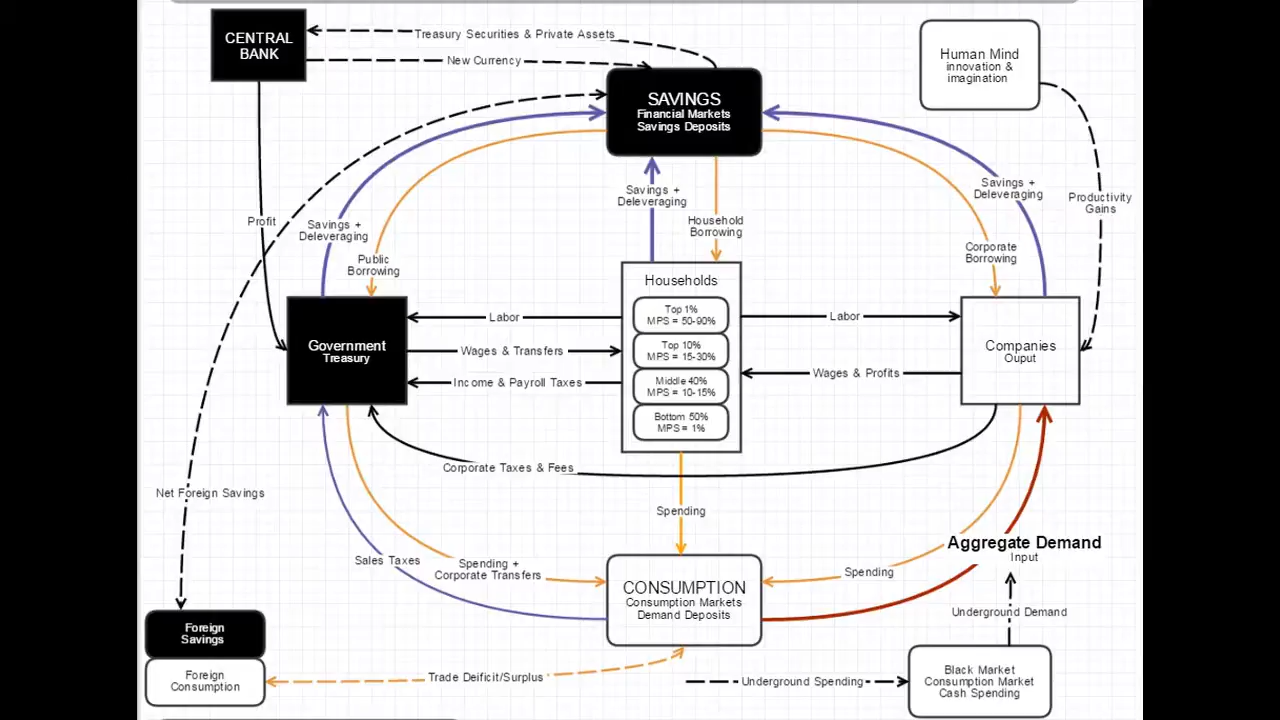 CENTRAL
BANK
Treasury Securities & Private Assets
New Currency
Human Mind
innovation &
imagination
SAVINGS
Financial Markets
Savings Deposits
Profit
Savings +
Deleveraging
Public
Borrowing
Savings +
Deleveraging
Household
Borrowing
Savings +
Deleveraging
Corporate
Borrowing
Productivity
Gains
Households
Top 1%
MPS = 50-90%
Top 10%
MPS = 15-30%
Middle 40%
MPS = 10-15%
Bottom 50%
MPS = 1%
Government
Treasury
Labor
Wages & Transfers
Income & Payroll Taxes
Labor
Wages & Profits
Companies
Ouput
Corporate Taxes & Fees
Net Foreign Savings
Spending
Sales Taxes
Spending +
Corporate Transfers
CONSUMPTION
Consumption Markets
Demand Deposits
Spending
Aggregate Demand
Input
Underground Demand
Foreign
Savings
Foreign
Consumption
Trade Deificit/Surplus
Underground Spending
Black Market
Consumption Market
Cash Spending